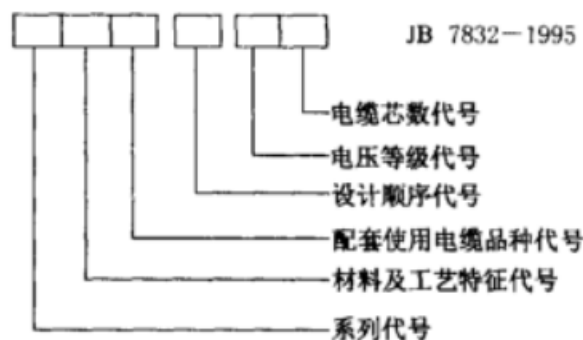 JB 7832－1995
电缆芯数代号
电压等级代号
设计顺序代号
配套使用电缆品种代号
材料及工艺特征代号
系列代号